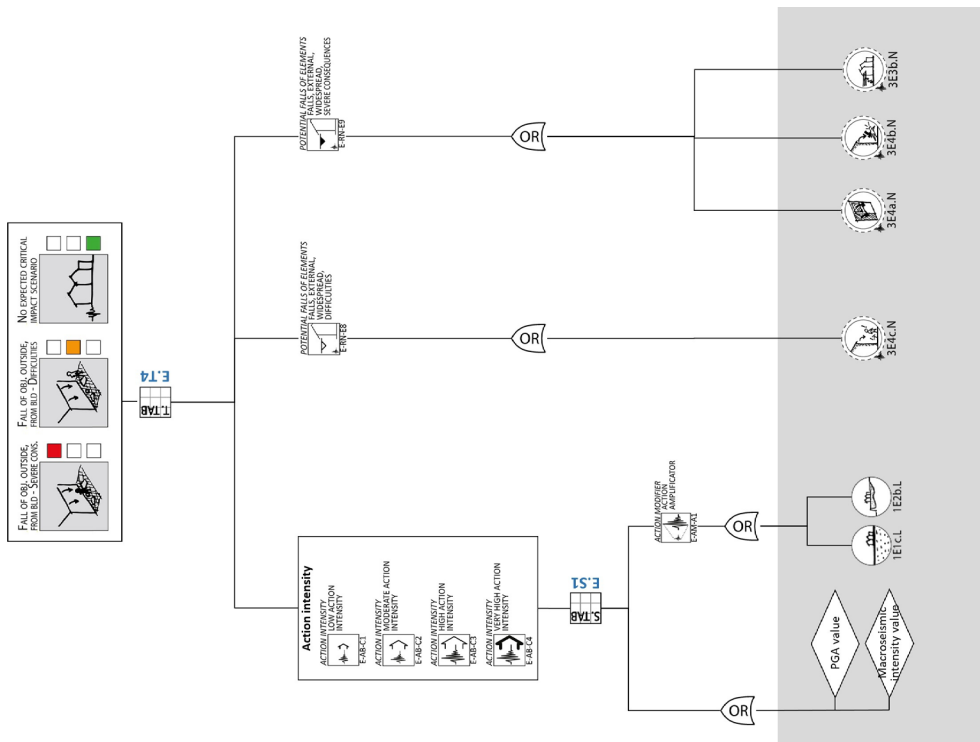 FALL OF OBJ. OUTSIDE,
FROM BLD - SEVERE CONS.
FALL OF OBJ. OUTSIDE,
FROM BLD - DIFFICULTIES
NO EXPECTED CRITICAL
IMPACT SCENARIO
T.TAB
E.T4
Action intensity
ACTION INTENSITY
LOW ACTION
INTENSITY
E-AB-C1
ACTION INTENSITY
MODERATE ACTION
INTENSITY
E-AB-C2
ACTION INTENSITY
HIGH ACTION
INTENSITY
E-AB-C3
ACTION INTENSITY
VERY HIGH ACTION
INTENSITY
E-AB-C4
POTENTIAL FALLS OF ELEMENTS
FALLS, EXTERNAL,
WIDESPREAD,
DIFFICULTIES
E-RN-E8
POTENTIAL FALLS OF ELEMENTS
FALLS, EXTERNAL,
WIDESPREAD,
SEVERE CONSEQUENCES
E-RN-E9
S.TAB
E.S1
ACTION MODIFIER
ACTION
AMPLIFICATOR
E-AM-A1
OR
OR
OR
OR
PGA value
Macroseismic
intensity value
1E1c.L
1E2b.L
3E4c.N
3E4a.N
3E4b.N
3E3b.N